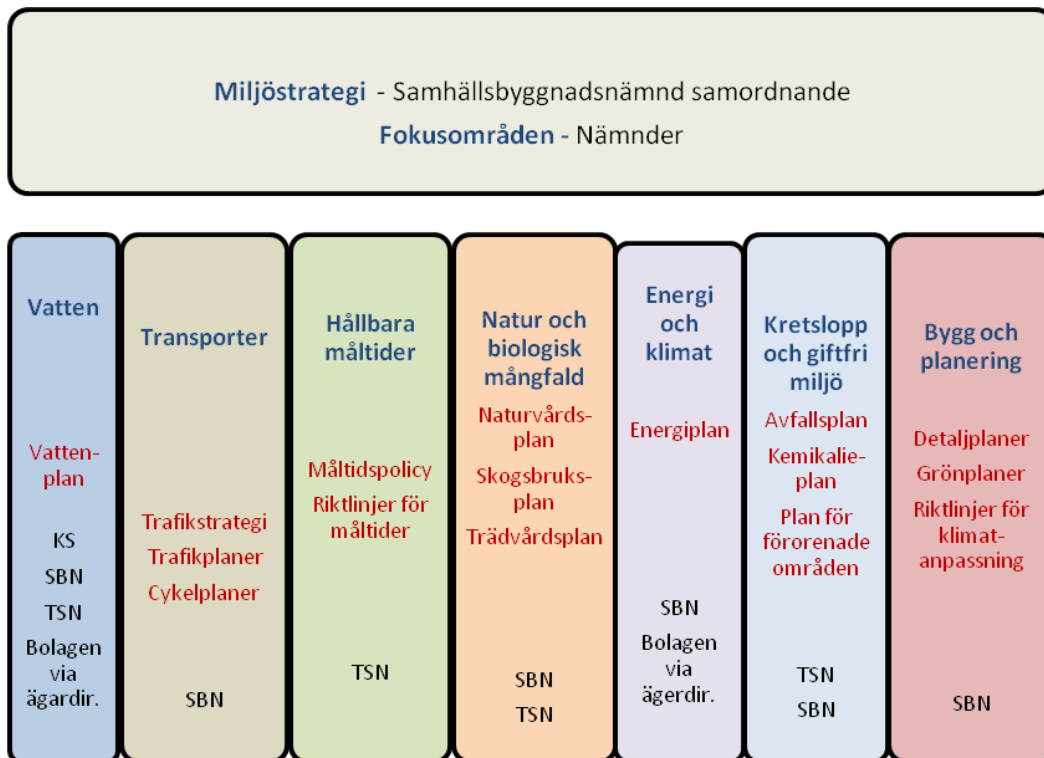 Miljöstrategi - Samhällsbyggnadsnämnd samordnande
Fokusområden - Nämnder
Vatten
Vatten-
plan
KS
SBN
TSN
Bolagen
via
ägardir.
Transporter
Trafikstrategi
Trafikplaner
Cykelplaner
SBN
Hållbara
måltider
Måltidspolicy
Riktlinjer för
måltider
TSN
Natur och
biologisk
mångfald
Naturvårds-
plan
Skogsbruks-
plan
Trädvårdsplan
SBN
TSN
Energi
och
klimat
Energiplan
SBN
Bolagen
via
ägerdir.
Kretslopp
och giftfri
miljö
Avfallsplan
Kemikalie-
plan
Plan för
förorenade
områden
TSN
SBN
Bygg och
planering
Detaljplaner
Grönplaner
Riktlinjer för
klimat-
anpassning
SBN